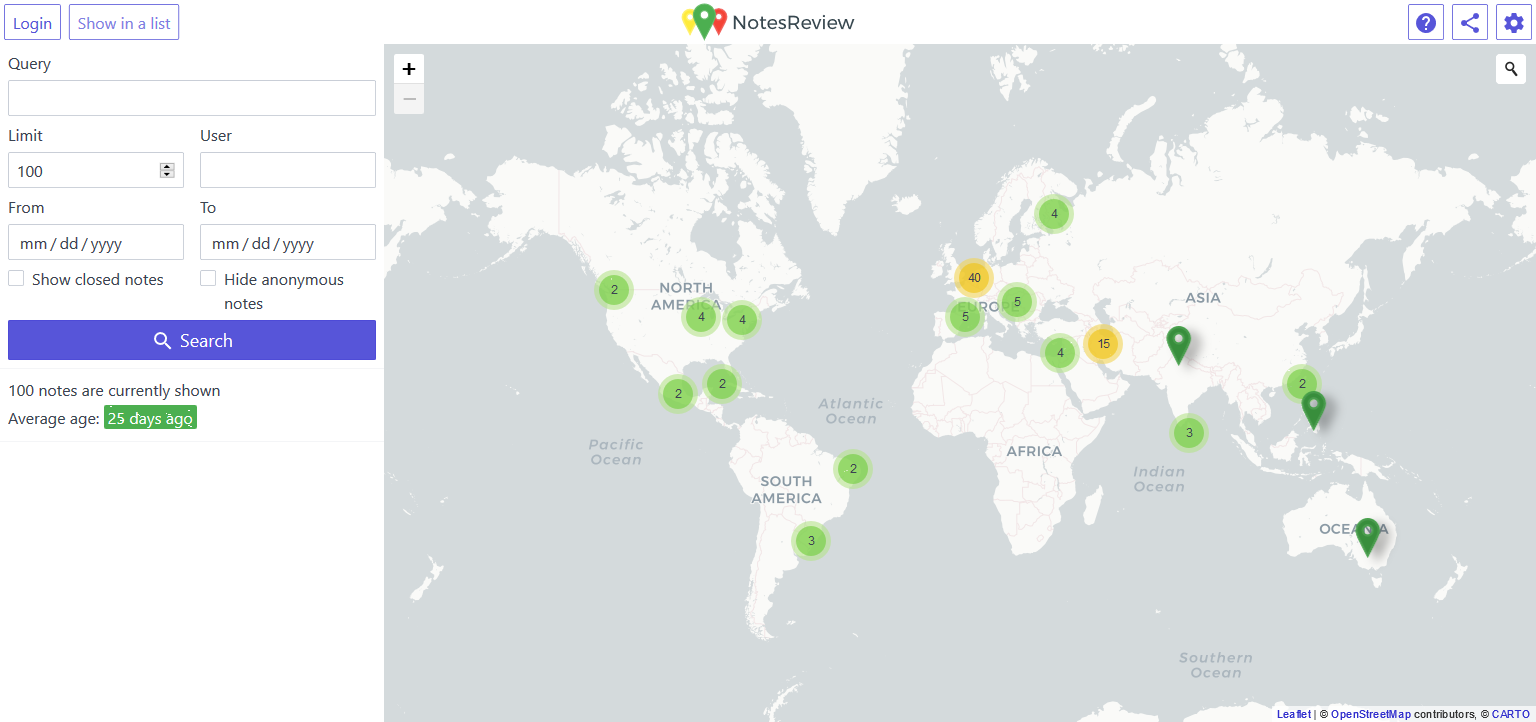 Login
Show in a list
NotesReview
Query
Limit
User
100
From
To
mm / dd / yyyy
mm / dd / yyyy
Show closed notes
Hide anonymous
notes
Search
100 notes are currently shown
Average age: 25 days ago
+
−
4
40
ASIA
2
NORTH
AMERICA
5
EUROPE
4
4
5
15
4
2
2
2
Atlantic
Ocean
3
Pacific
Ocean
AFRICA
2
Indian
Ocean
SOUTH
AMERICA
OCEANIA
3
Southern
Ocean
Leaflet | © OpenStreetMap contributors, © CARTO